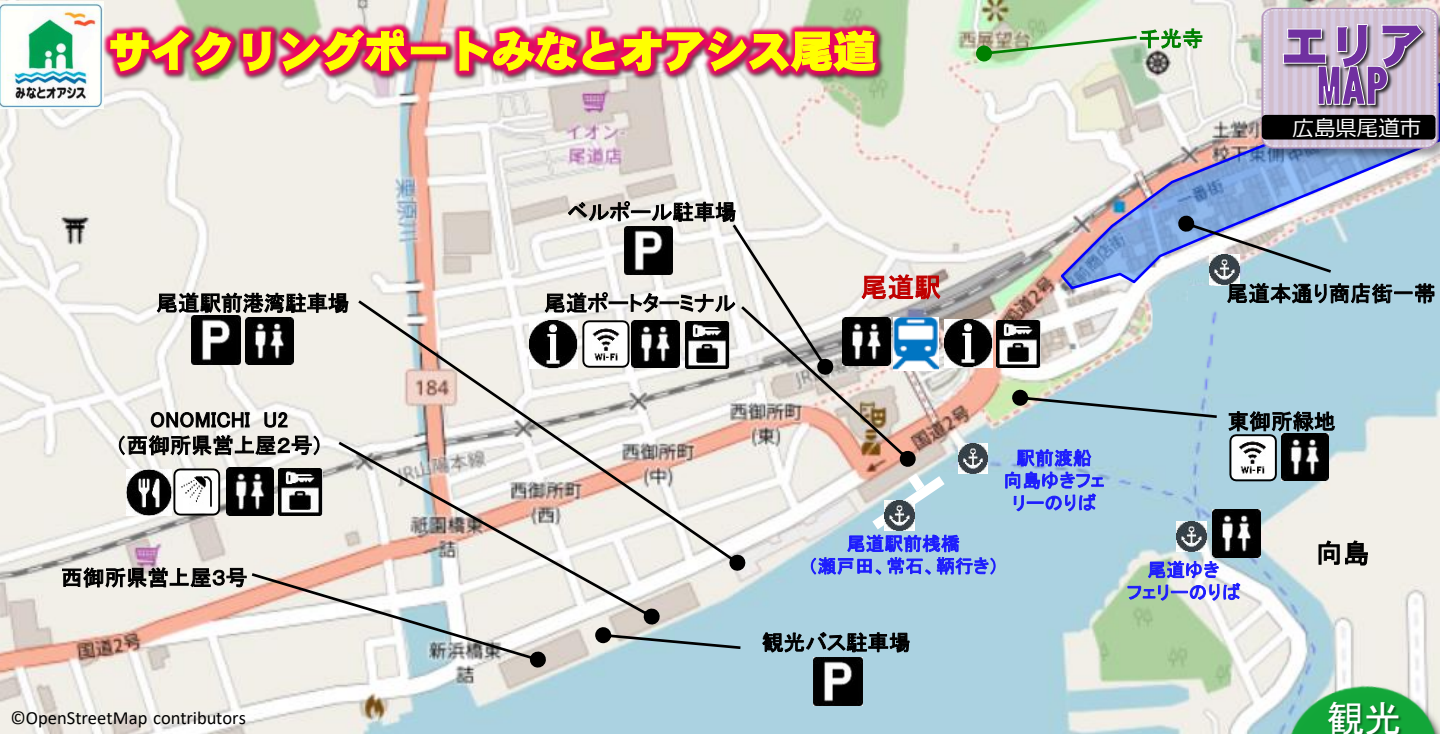 みなとオアシス
サイクリングポートみなとオアシス尾道
エリア
MAP
広島県尾道市
西展望台
千光寺
イオン
尾道店
栗原川
一番街
ベルポール駐車場
P
尾道駅
国道2号
尾道本通り商店街一帯
尾道駅前港湾駐車場
P
尾道ポートターミナル
i
Wi-Fi
i
184
西御所町
(東)
国道2号
東御所緑地
Wi-Fi
ONOMICHI U2
(西御所県営上屋2号)
JR山陽本線
西御所町
(中)
西御所町
(西)
駅前渡船
向島ゆきフェ
リーのりば
祇園橋東
詰
尾道駅前桟橋
(瀬戸田、常石、鞆行き)
向島
尾道ゆき
フェリーのりば
西御所県営上屋3号
国道2号
新浜橋東
詰
観光バス駐車場
P
©OpenStreetMap contributors
観光